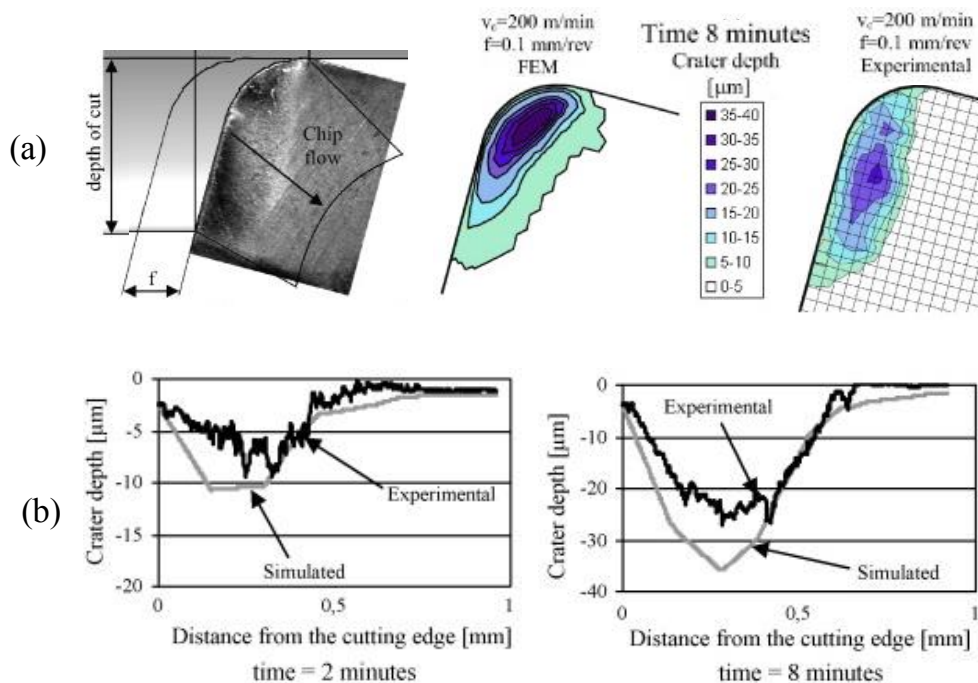 (a)
depth of cut
f
Chip
flow
v_c=200 m/min
f=0.1 mm/rev
FEM
Time 8 minutes
Crater depth
[μm]
35-40
30-35
25-30
20-25
15-20
10-15
5-10
0-5
v_c=200 m/min
f=0.1 mm/rev
Experimental
(b)
Crater depth [μm]
0
-5
-10
-15
-20
Experimental
Simulated
0
0,5
1
Distance from the cutting edge [mm]
time = 2 minutes
Crater depth [μm]
0
-10
-20
-30
-40
Experimental
Simulated
0
0,5
1
Distance from the cutting edge [mm]
time = 8 minutes